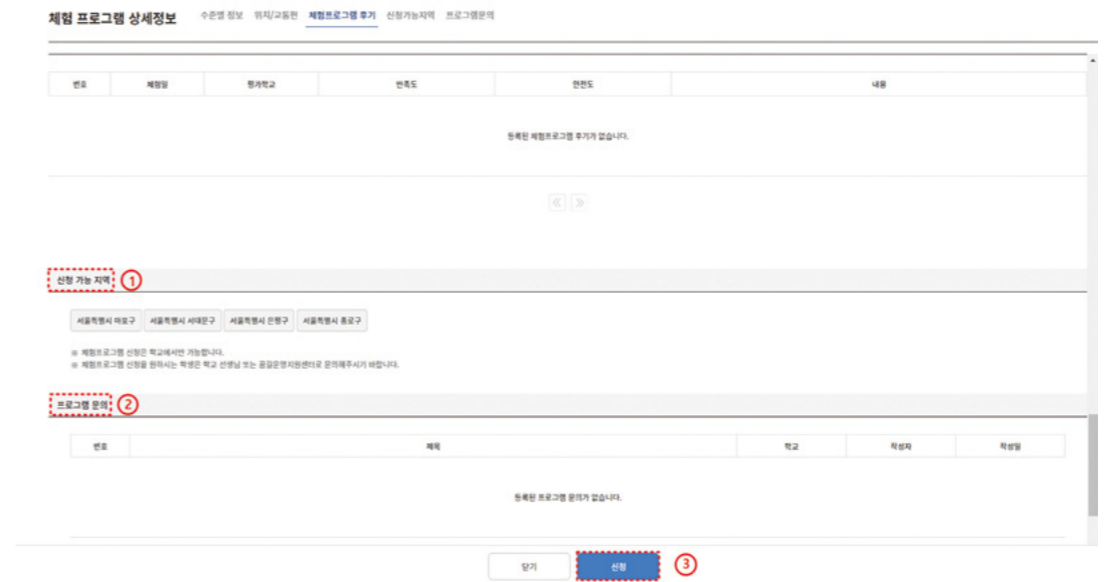 체험 프로그램 상세정보 수준별 정보 위치/교통편 체험프로그램 후기 신청가능지역 프로그램문의
번호 체험일 평가학교 만족도 안전도 내용
등록된 체험프로그램 후기가 없습니다.
신청 가능 지역 ①
서울특별시 마포구 서울특별시 서대문구 서울특별시 은평구 서울특별시 종로구
※ 체험프로그램 신청은 학교에서만 가능합니다.
※ 체험프로그램 신청을 원하시는 학생은 학교 선생님 또는 꿈길운영지원센터로 문의해주시기 바랍니다.
프로그램 문의 ②
번호 제목 학교 작성자 작성일
등록된 프로그램 문의가 없습니다.
닫기 신청 ③